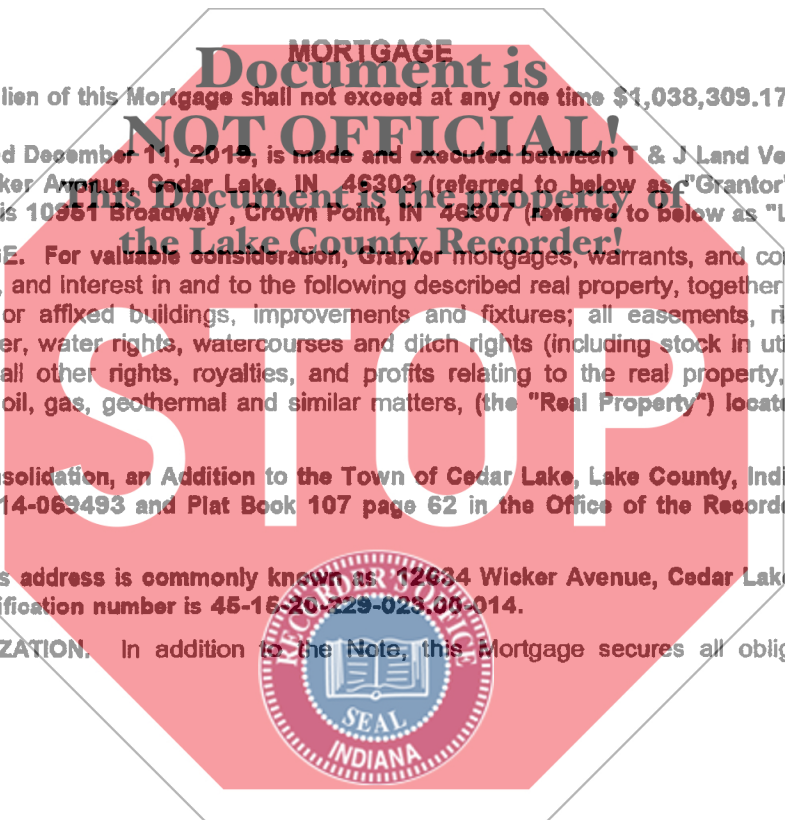 MORTGAGE
Document is
lien of this Mortgage shall not exceed at any one time $1,038,309.17
NOT OFFICIAL!
d December 11, 2019, is made and executed between T & J Land Ve
ker Avenue, Cedar Lake, IN 46303 (referred to below as "Grantor"
This Document is the property of
is 10951 Broadway , Crown Point, IN 46307 (referred to below as "L
the Lake County Recorder!
E. For valuable consideration, Grantor mortgages, warrants, and co
, and interest in and to the following described real property, together
or affixed buildings, improvements and fixtures; all easements, ri
er, water rights, watercourses and ditch rights (including stock in uti
all other rights, royalties, and profits relating to the real property,
oil, gas, geothermal and similar matters, (the "Real Property") locate
STOP
solidation, an Addition to the Town of Cedar Lake, Lake County, Indi
14-069493 and Plat Book 107 page 62 in the Office of the Recorde
s address is commonly known as 12634 Wicker Avenue, Cedar Lake
ification number is 45-15-20-229-023.00-014.
ZATION. In addition to the Note, this Mortgage secures all oblig
RECORDER'S OFFICE
SEAL
INDIANA